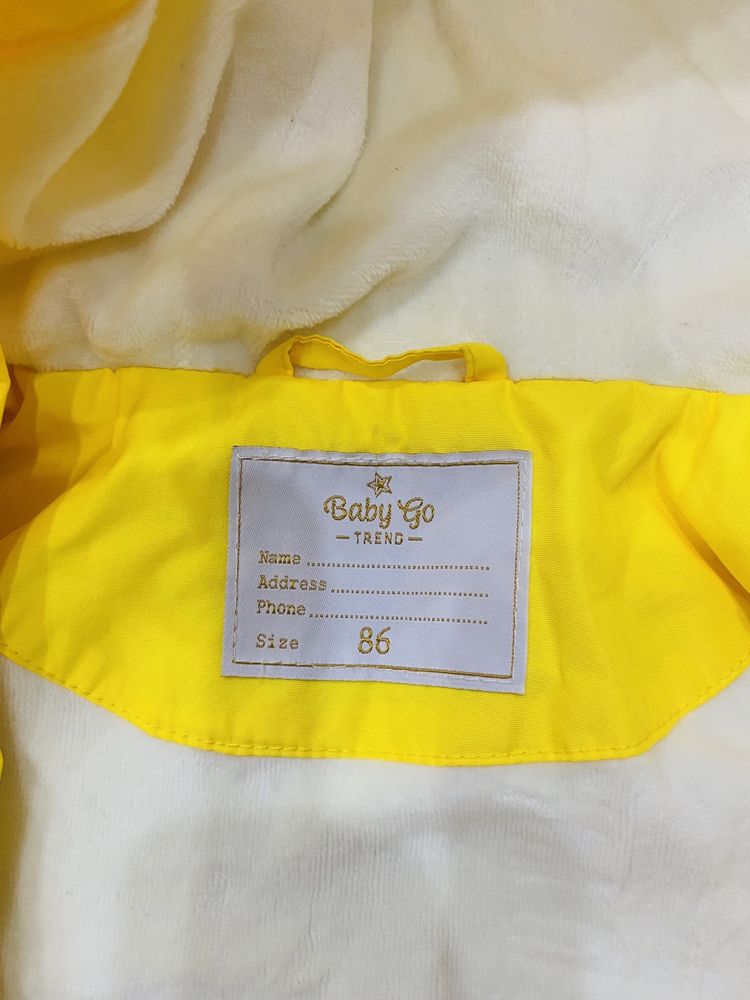 Baby Go
— TREND —
Name..............................
Address..........................
Phone.............................
Size 86